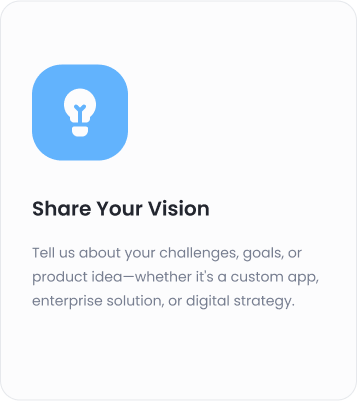 Share Your Vision
Tell us about your challenges, goals, or
product idea—whether it's a custom app,
enterprise solution, or digital strategy.